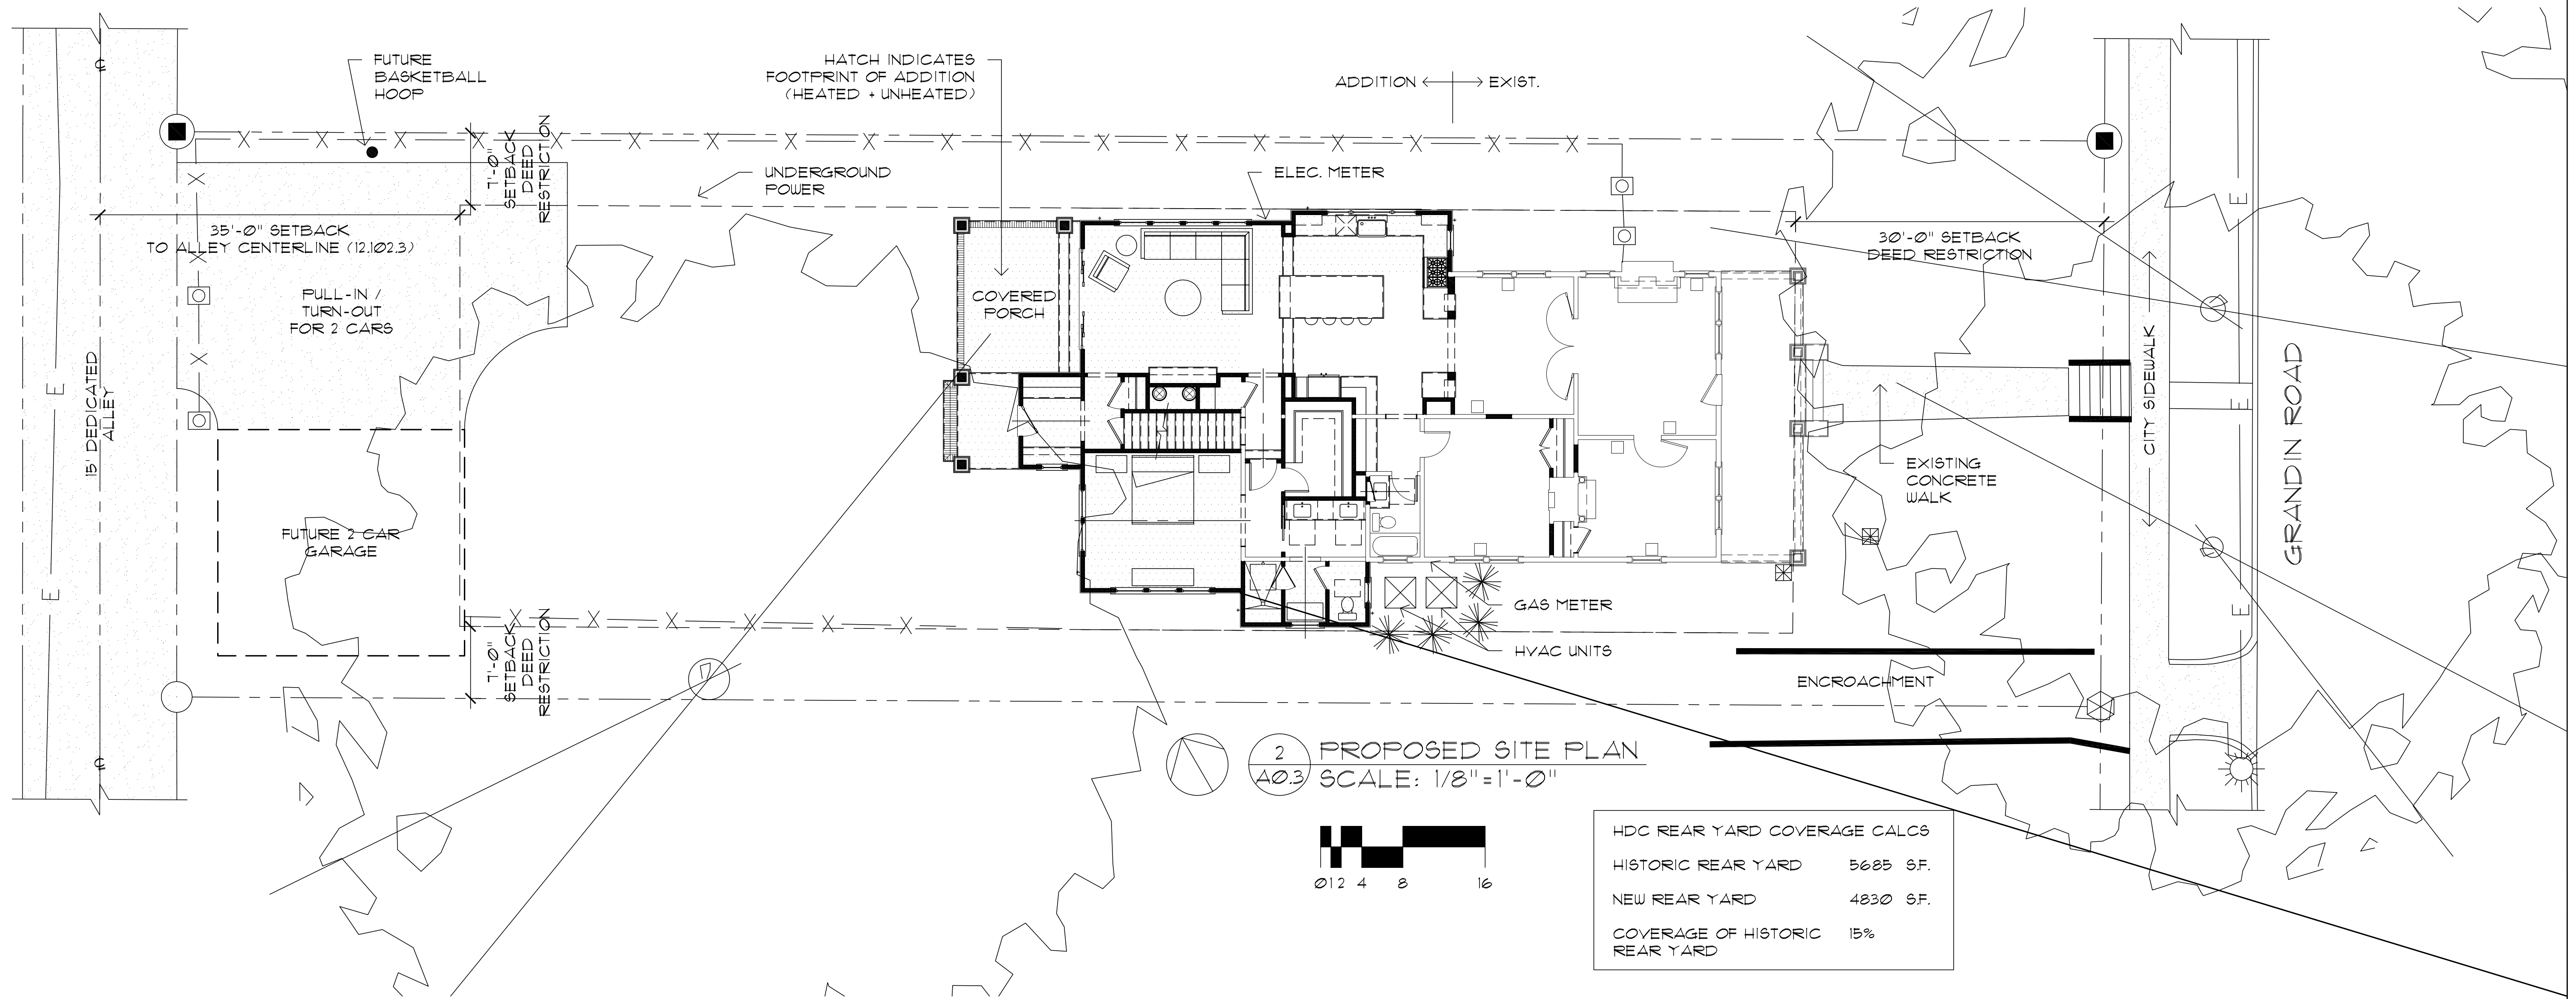 FUTURE
BASKETBALL
HOOP
HATCH INDICATES
FOOTPRINT OF ADDITION
(HEATED + UNHEATED)
ADDITION
EXIST.
7'-0"
SETBACK
DEED
RESTRICTION
UNDERGROUND
POWER
ELEC. METER
35'-0" SETBACK
TO ALLEY CENTERLINE (12.102.3)
30'-0" SETBACK
DEED RESTRICTION
PULL-IN /
TURN-OUT
FOR 2 CARS
COVERED
PORCH
15' DEDICATED
ALLEY
E
E
E
E
E
CITY SIDEWALK
GRANDIN ROAD
EXISTING
CONCRETE
WALK
FUTURE 2 CAR
GARAGE
GAS METER
HVAC UNITS
7'-0"
SETBACK
DEED
RESTRICTION
ENCROACHMENT
2
A0.3
PROPOSED SITE PLAN
SCALE: 1/8"=1'-0"
0 1 2 4 8 16
HDC REAR YARD COVERAGE CALCS
HISTORIC REAR YARD 5685 S.F.
NEW REAR YARD 4830 S.F.
COVERAGE OF HISTORIC 15%
REAR YARD